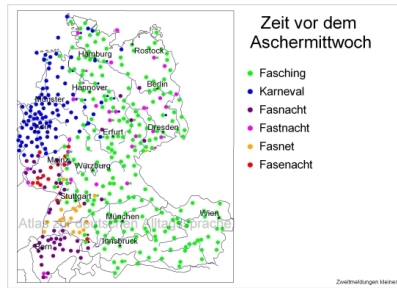 Zeit vor dem
Aschermittwoch
Fasching
Karneval
Fasnacht
Fastnacht
Fasnet
Fasenacht
Hamburg
Rostock
Hannover
Berlin
Münster
Erfurt
Dresden
Mainz
Würzburg
Stuttgart
Atlas zur deutschen Alltagssprache
München
Wien
Bern
Innsbruck
Zweitmeldungen kleiner